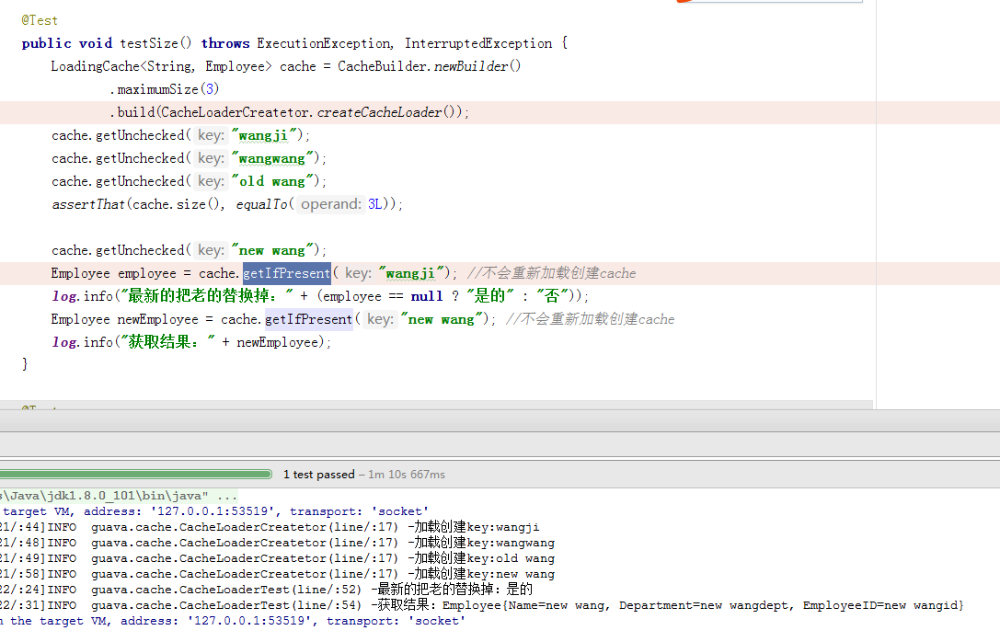 @Test
public void testSize() throws ExecutionException, InterruptedException {
LoadingCache<String, Employee> cache = CacheBuilder.newBuilder()
.maximumSize(3)
.build(CacheLoaderCreatetor.createCacheLoader());
cache.getUnchecked( key: "wangji");
cache.getUnchecked( key: "wangwang");
cache.getUnchecked( key: "old wang");
assertThat(cache.size(), equalTo( operand: 3L));
cache.getUnchecked( key: "new wang");
Employee employee = cache.getIfPresent( key: "wangji"); //不会重新加载创建cache
log.info("最新的把老的替换掉：" + (employee == null ? "是的" : "否"));
Employee newEmployee = cache.getIfPresent( key: "new wang"); //不会重新加载创建cache
log.info("获取结果：" + newEmployee);
}
1 test passed – 1m 10s 667ms
s\Java\jdk1.8.0_101\bin\java" ...
target VM, address: '127.0.0.1:53519', transport: 'socket'
21/:44]INFO guava.cache.CacheLoaderCreatetor(line/:17) -加载创建key:wangji
21/:48]INFO guava.cache.CacheLoaderCreatetor(line/:17) -加载创建key:wangwang
21/:49]INFO guava.cache.CacheLoaderCreatetor(line/:17) -加载创建key:old wang
21/:58]INFO guava.cache.CacheLoaderCreatetor(line/:17) -加载创建key:new wang
22/:24]INFO guava.cache.CacheLoaderTest(line/:52) -最新的把老的替换掉：是的
22/:31]INFO guava.cache.CacheLoaderTest(line/:54) -获取结果：Employee{Name=new wang, Department=new wangdept, EmployeeID=new wangid}
the target VM, address: '127.0.0.1:53519', transport: 'socket'